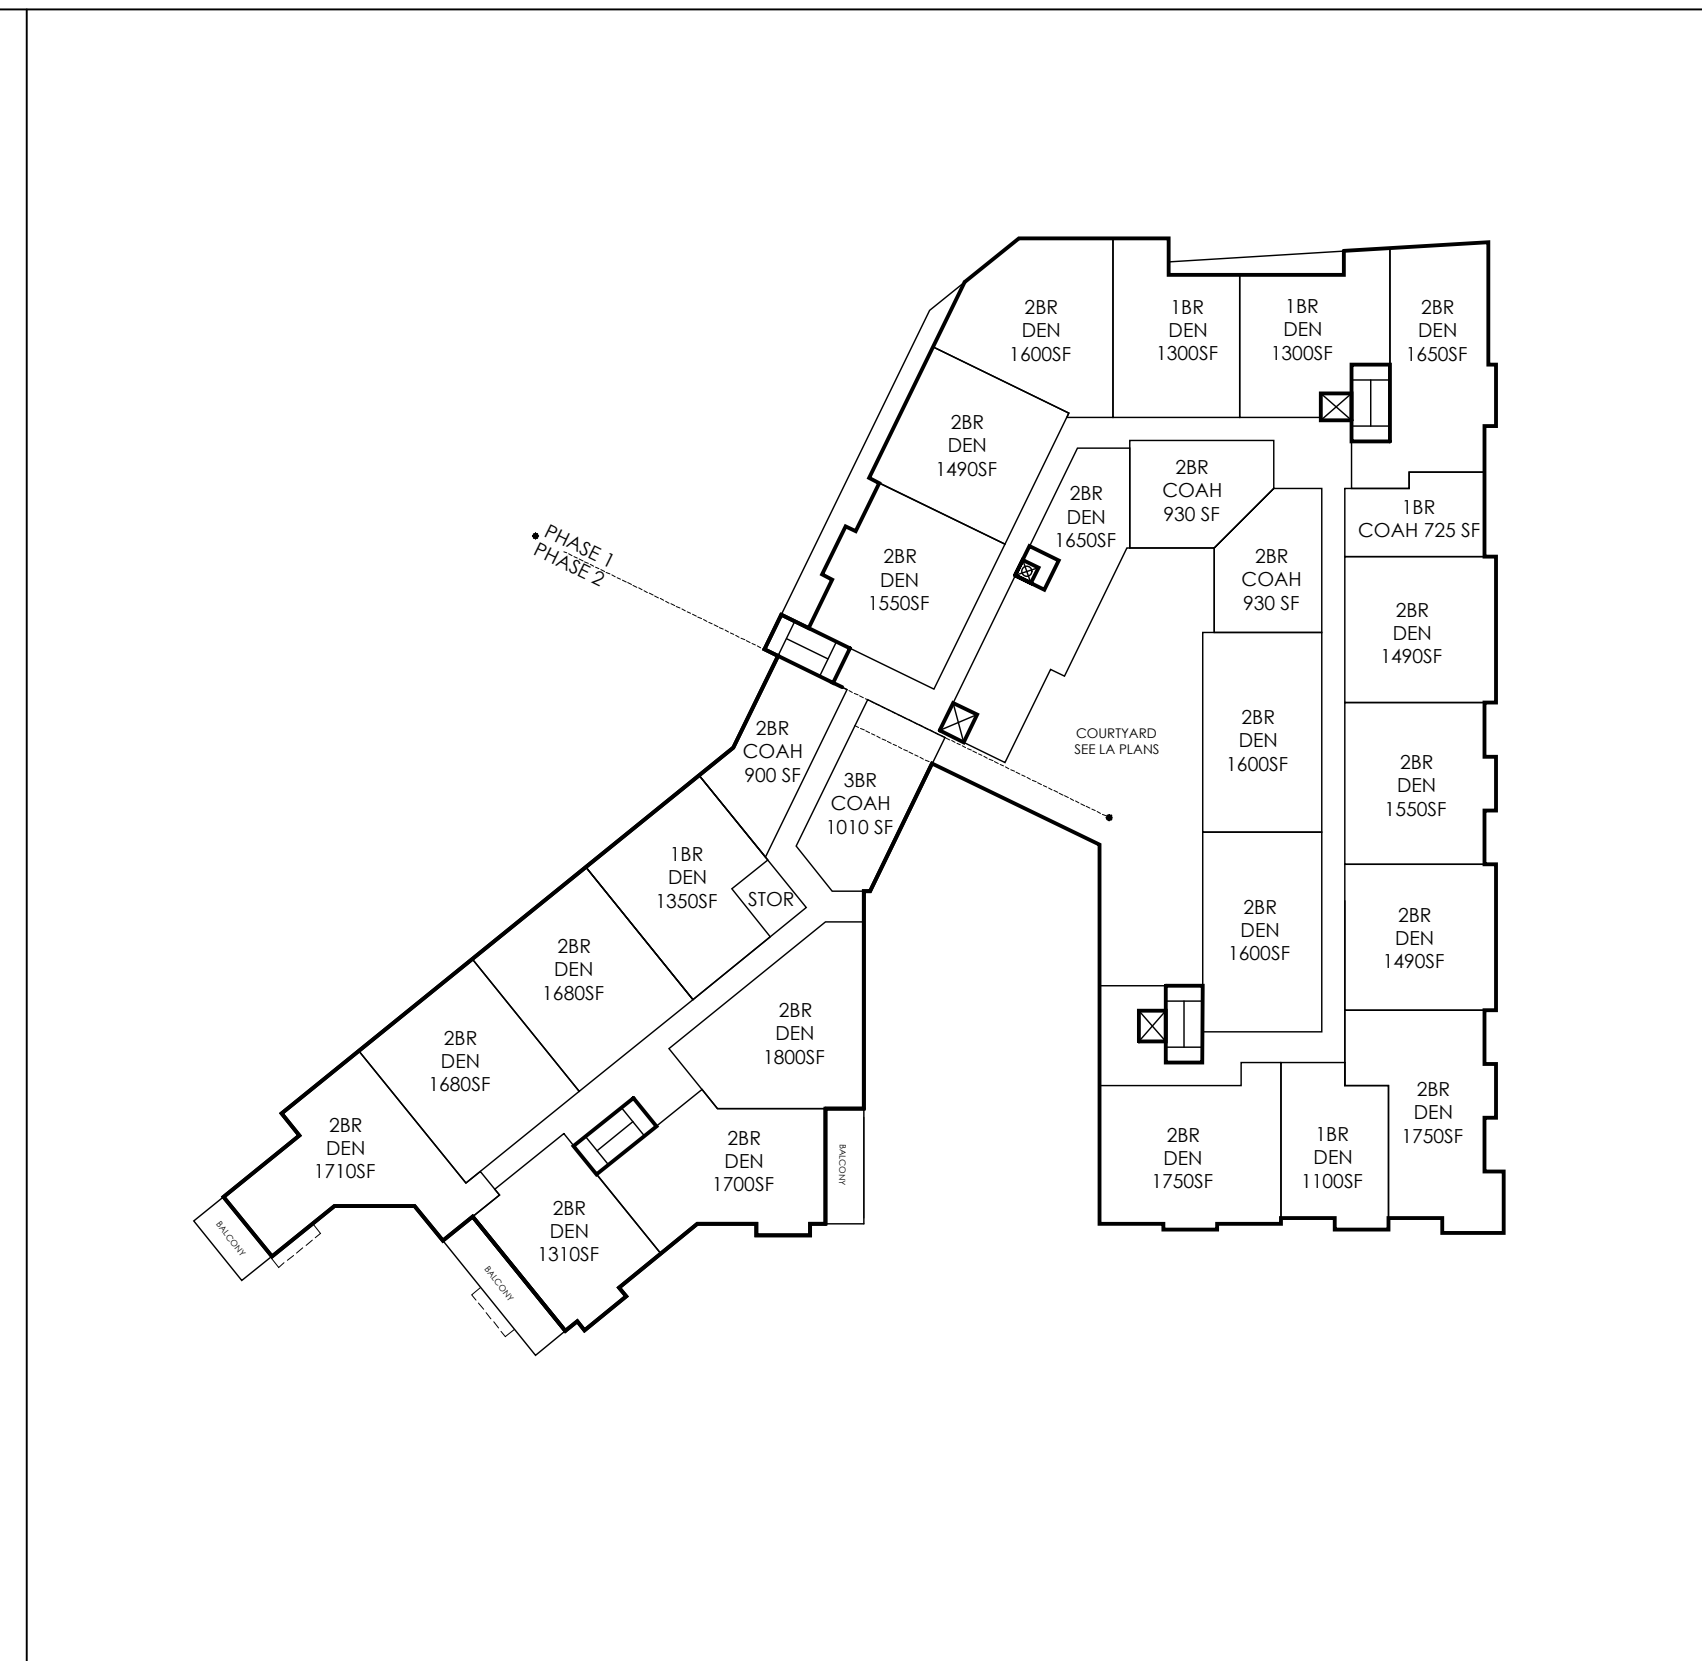 2BR
DEN
1600SF
1BR
DEN
1300SF
1BR
DEN
1300SF
2BR
DEN
1650SF
2BR
DEN
1490SF
2BR
DEN
1650SF
2BR
COAH
930 SF
1BR
COAH 725 SF
PHASE 1
PHASE 2
2BR
DEN
1550SF
2BR
COAH
930 SF
2BR
DEN
1490SF
2BR
COAH
900 SF
3BR
COAH
1010 SF
COURTYARD
SEE LA PLANS
2BR
DEN
1600SF
2BR
DEN
1550SF
1BR
DEN
1350SF
STOR
2BR
DEN
1680SF
2BR
DEN
1600SF
2BR
DEN
1490SF
2BR
DEN
1680SF
2BR
DEN
1800SF
2BR
DEN
1710SF
2BR
DEN
1700SF
BALCONY
2BR
DEN
1750SF
1BR
DEN
1100SF
2BR
DEN
1750SF
BALCONY
2BR
DEN
1310SF
BALCONY